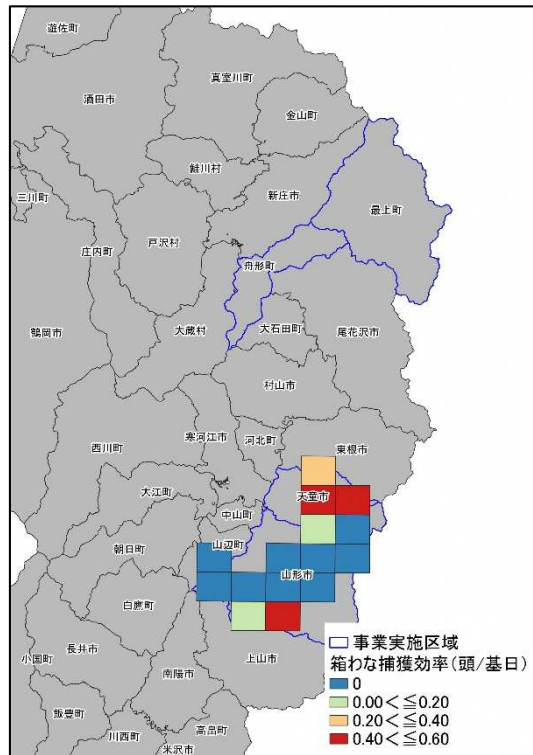 遊佐町
真室川町
酒田市
金山町
鮭川村
新庄市
三川町
最上町
戸沢村
庄内町
舟形町
大蔵村
大石田町
鶴岡市
尾花沢市
村山市
寒河江市
河北町
西川町
東根市
大江町
天童市
中山町
山辺町
朝日町
山形市
白鷹町
長井市
上山市
小国町
南陽市
飯豊町
高畠町
川西町
米沢市
事業実施区域
箱わな捕獲効率(頭/基日)
0
0.00<≦0.20
0.20<≦0.40
0.40<≦0.60